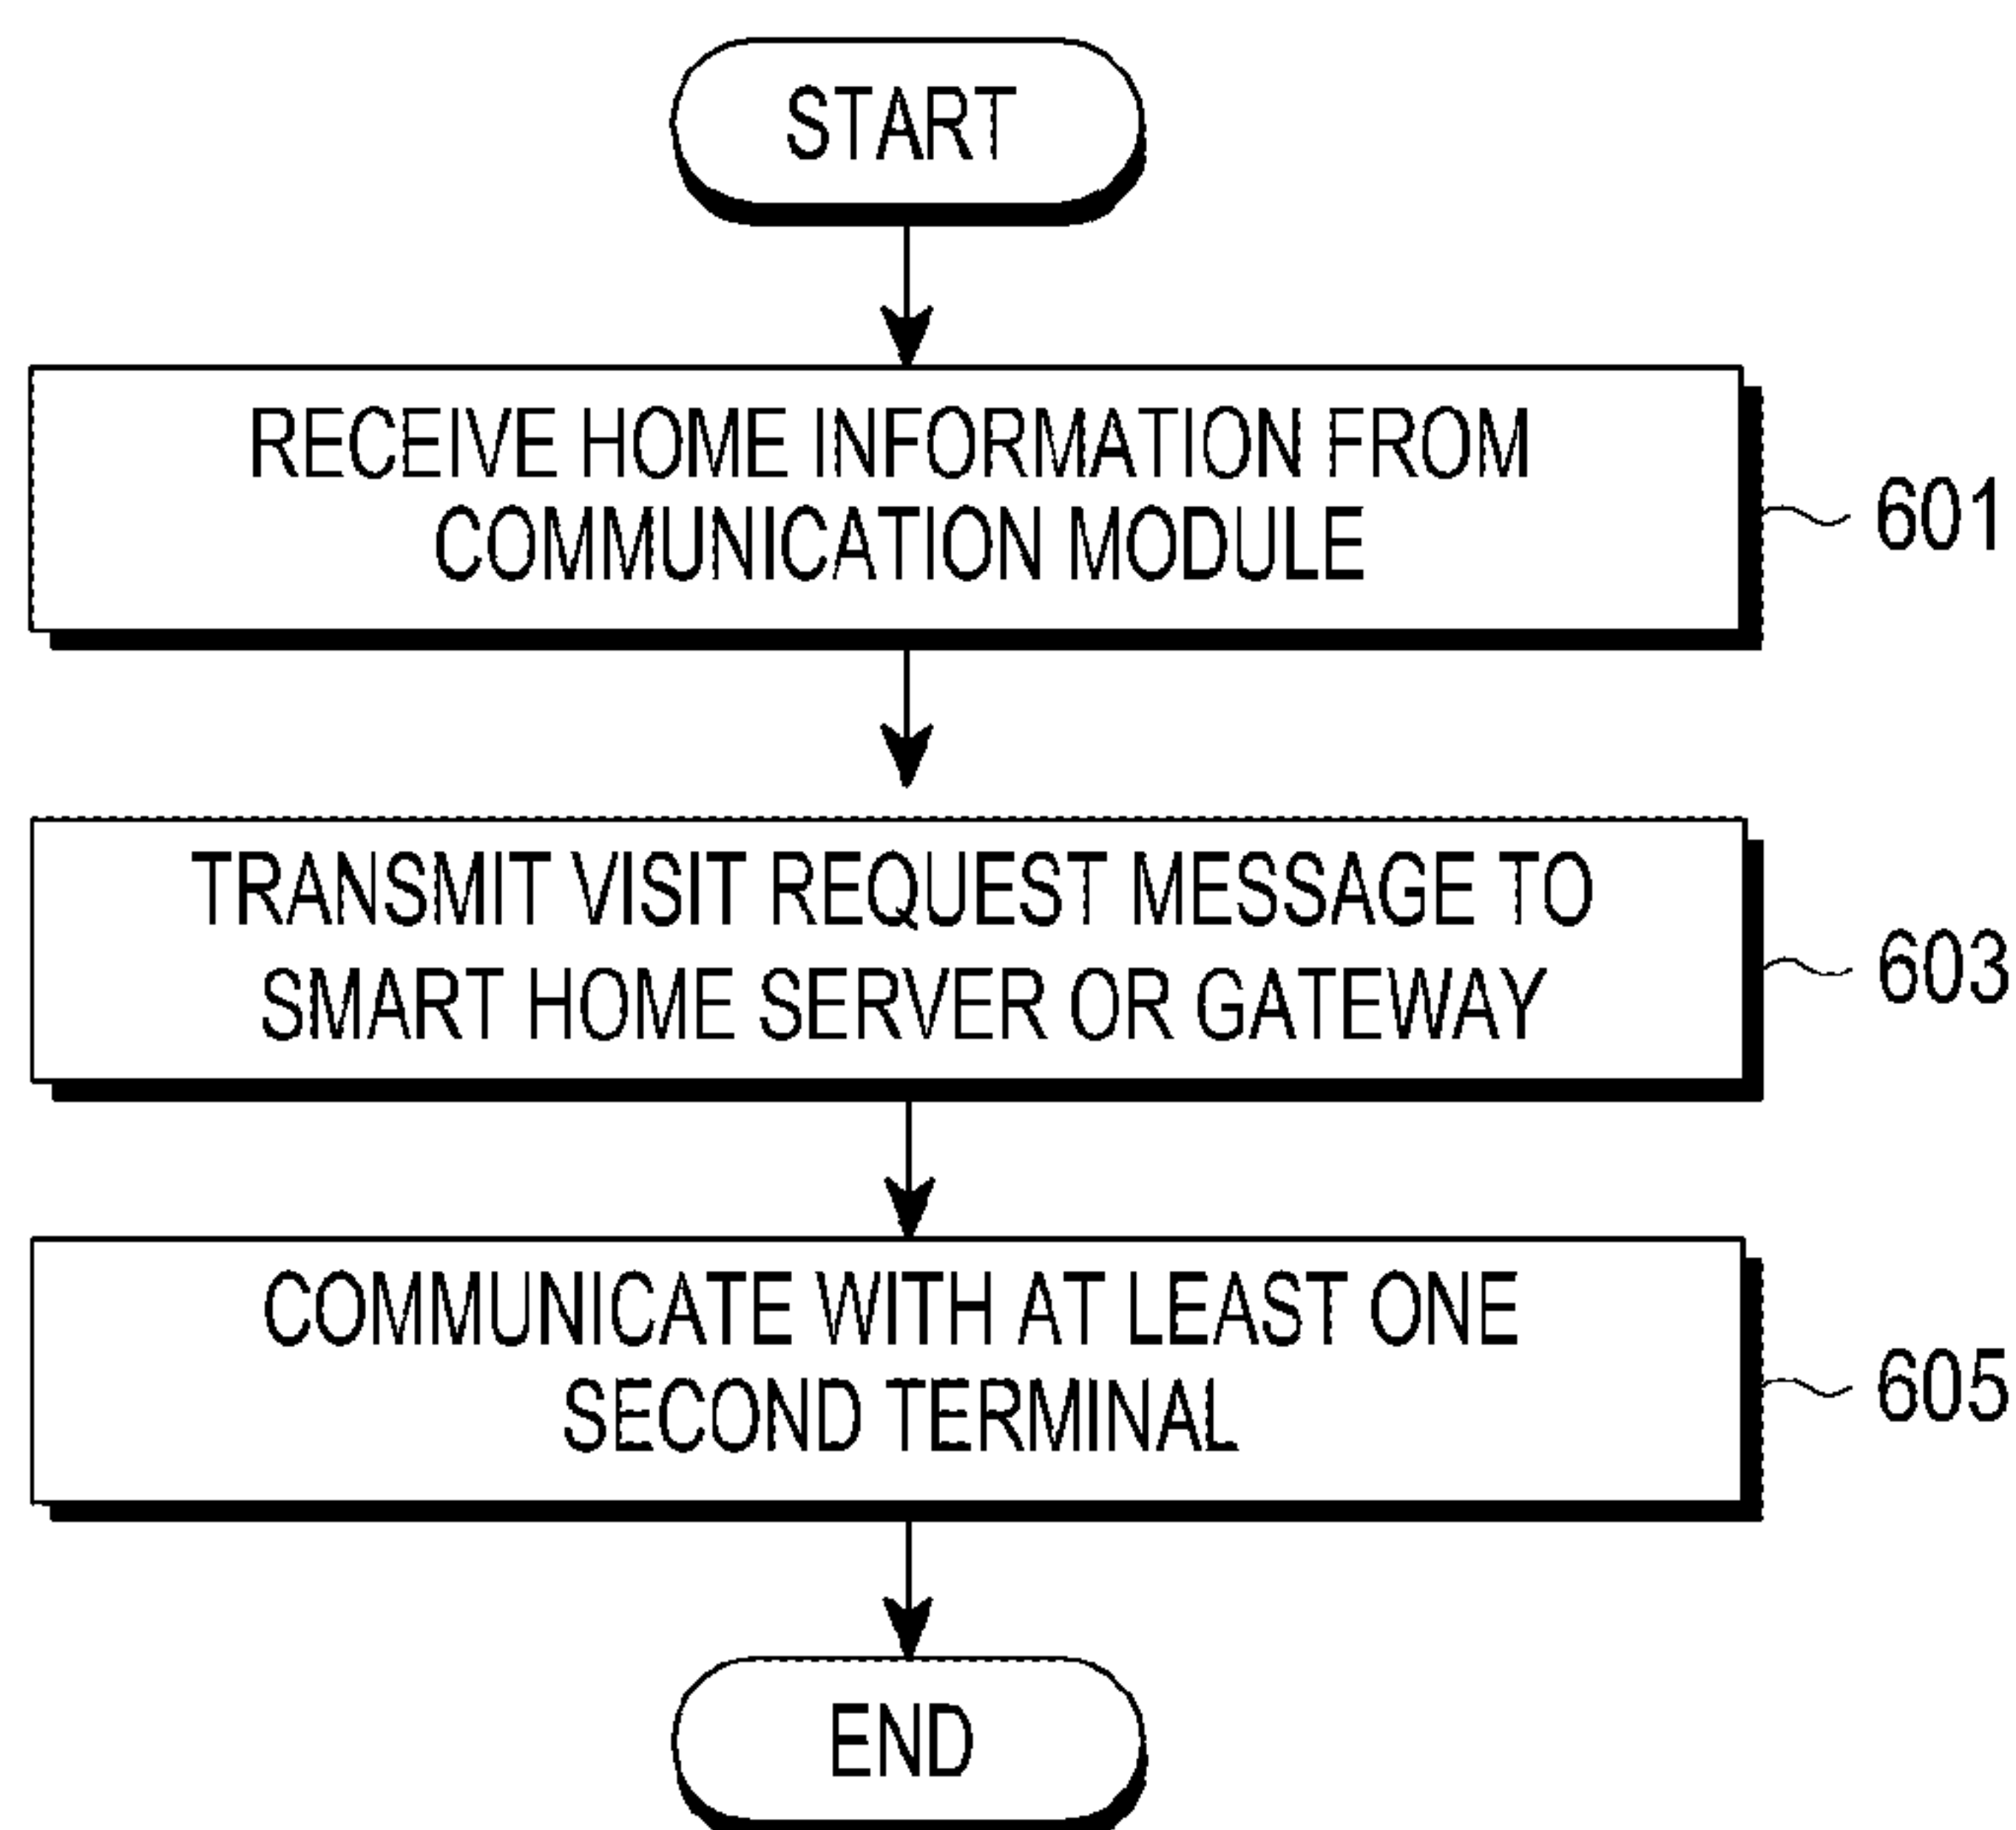 START
RECEIVE HOME INFORMATION FROM
COMMUNICATION MODULE
601
TRANSMIT VISIT REQUEST MESSAGE TO
SMART HOME SERVER OR GATEWAY
603
COMMUNICATE WITH AT LEAST ONE
SECOND TERMINAL
605
END